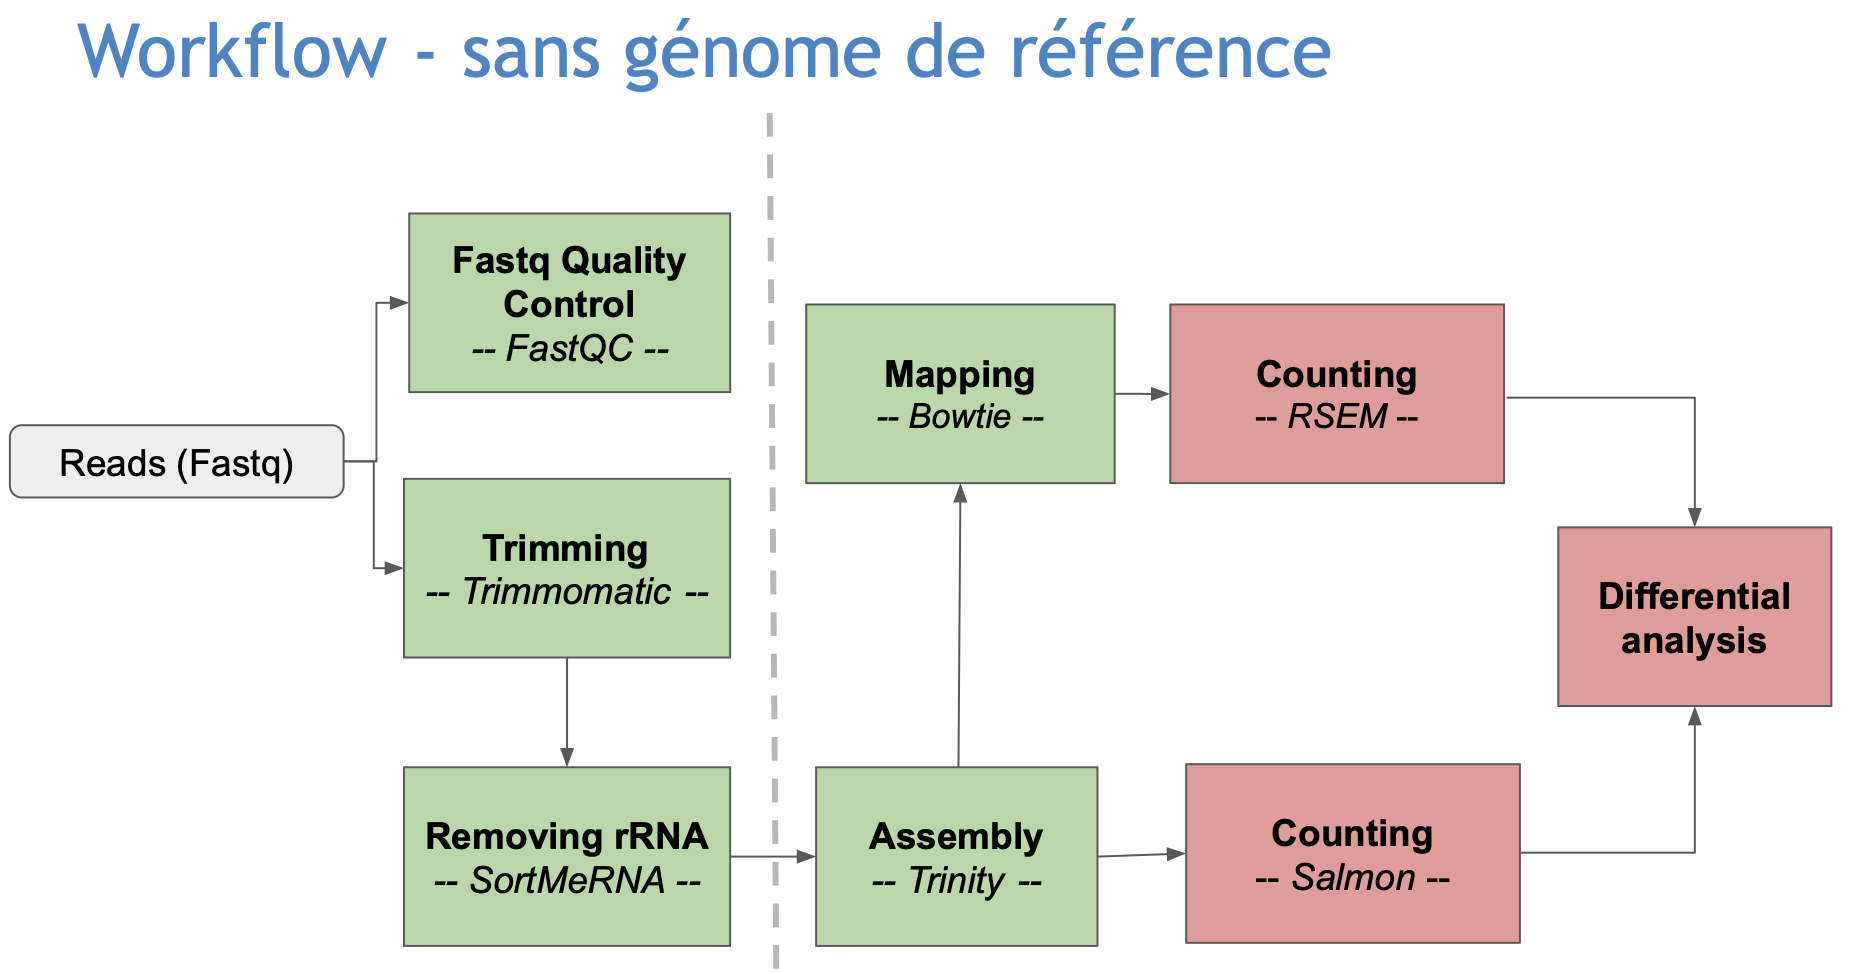 Workflow - sans génome de référence
Fastq Quality
Control
-- FastQC --
Reads (Fastq)
Trimming
-- Trimmomatic --
Removing rRNA
-- SortMeRNA --
Mapping
-- Bowtie --
Counting
-- RSEM --
Assembly
-- Trinity --
Counting
-- Salmon --
Differential
analysis